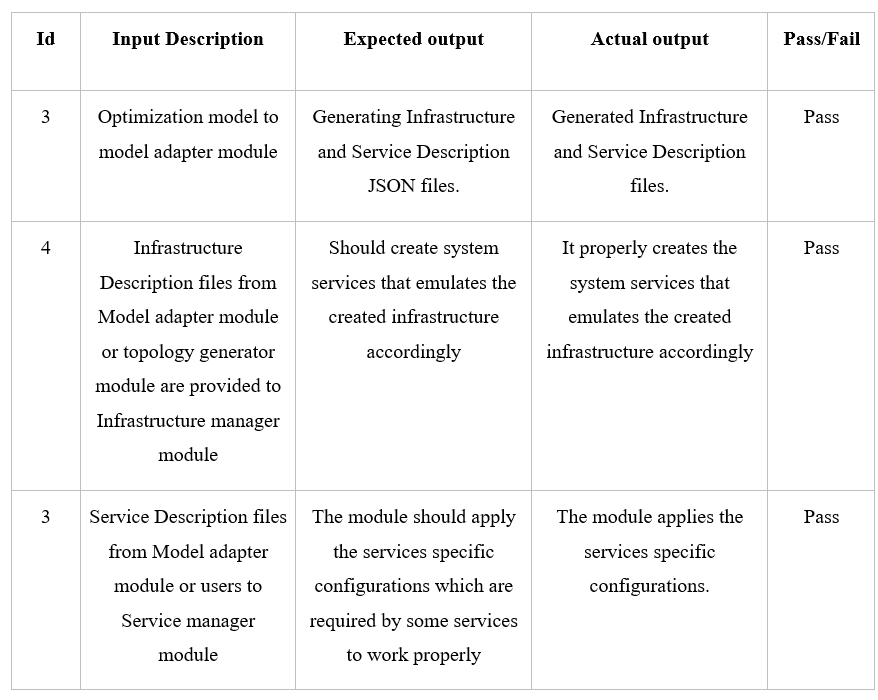 Id Input Description Expected output Actual output Pass/Fail
3
Optimization model to
model adapter module
Generating Infrastructure
and Service Description
JSON files.
Generated Infrastructure
and Service Description
files.
Pass
4
Infrastructure
Description files from
Model adapter module
or topology generator
module are provided to
Infrastructure manager
module
Should create system
services that emulates the
created infrastructure
accordingly
It properly creates the
system services that
emulates the created
infrastructure accordingly
Pass
3
Service Description files
from Model adapter
module or users to
Service manager
module
The module should apply
the services specific
configurations which are
required by some services
to work properly
The module applies the
services specific
configurations.
Pass